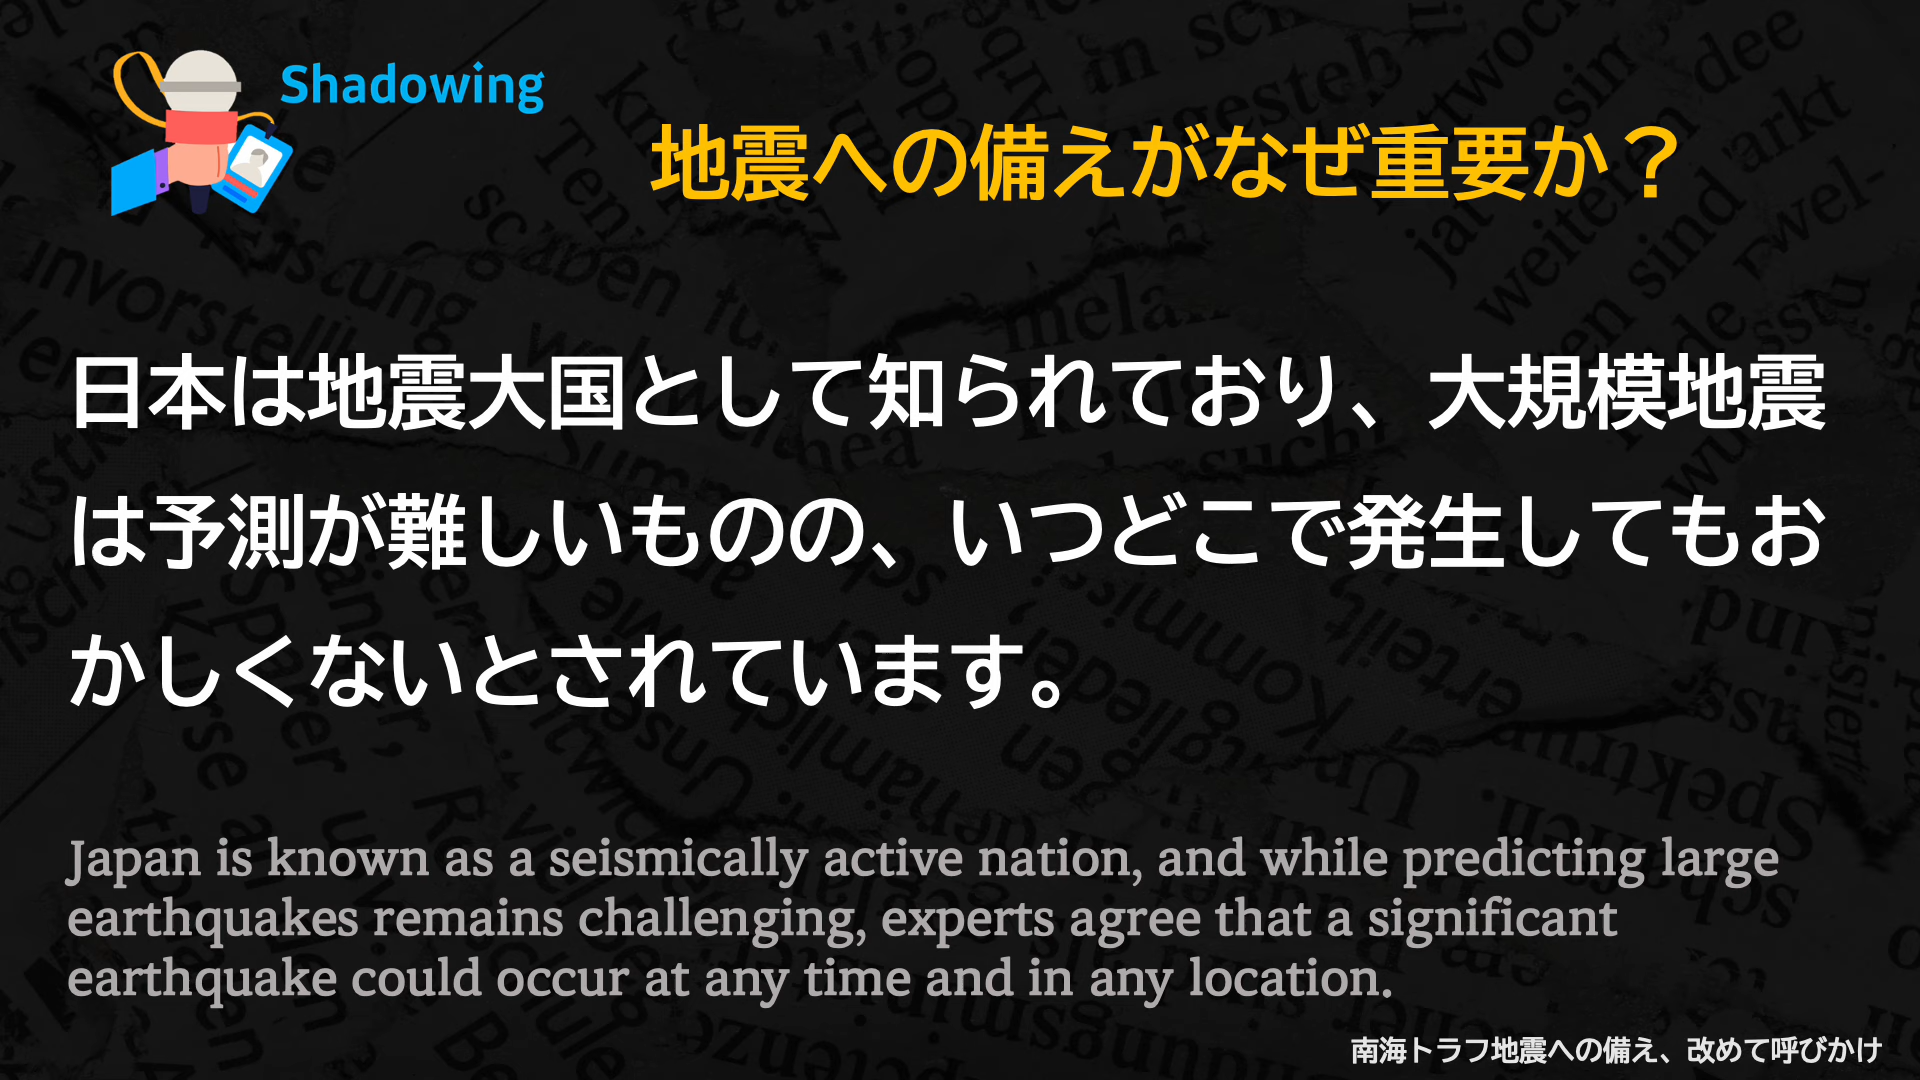 Shadowing
地震への備えがなぜ重要か？
日本は地震大国として知られており、大規模地震
は予測が難しいものの、いつどこで発生してもお
かしくないとされています。
Japan is known as a seismically active nation, and while predicting large
earthquakes remains challenging, experts agree that a significant
earthquake could occur at any time and in any location.
南海トラフ地震への備え、改めて呼びかけ